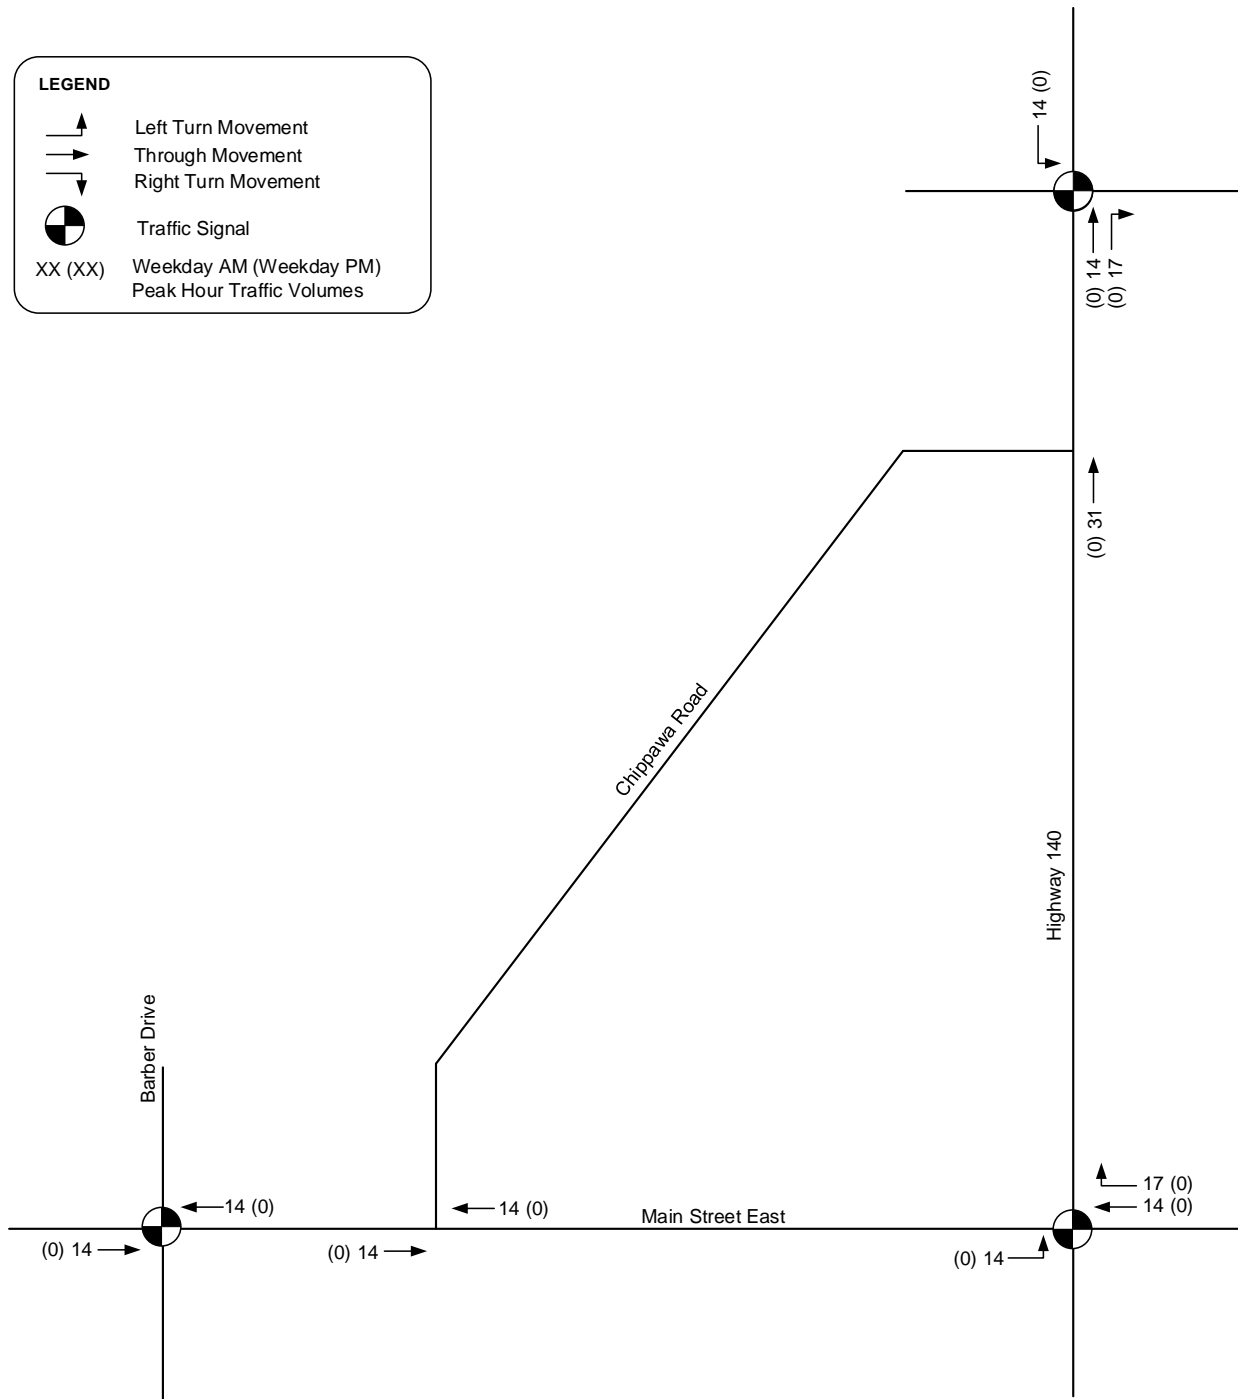 LEGEND
Left Turn Movement
Through Movement
Right Turn Movement
Traffic Signal
XX (XX) Weekday AM (Weekday PM)
Peak Hour Traffic Volumes
14 (0)
(0) 14
(0) 17
(0) 31
Chippawa Road
Highway 140
Barber Drive
17 (0)
14 (0)
14 (0)
14 (0)
Main Street East
(0) 14
(0) 14
(0) 14